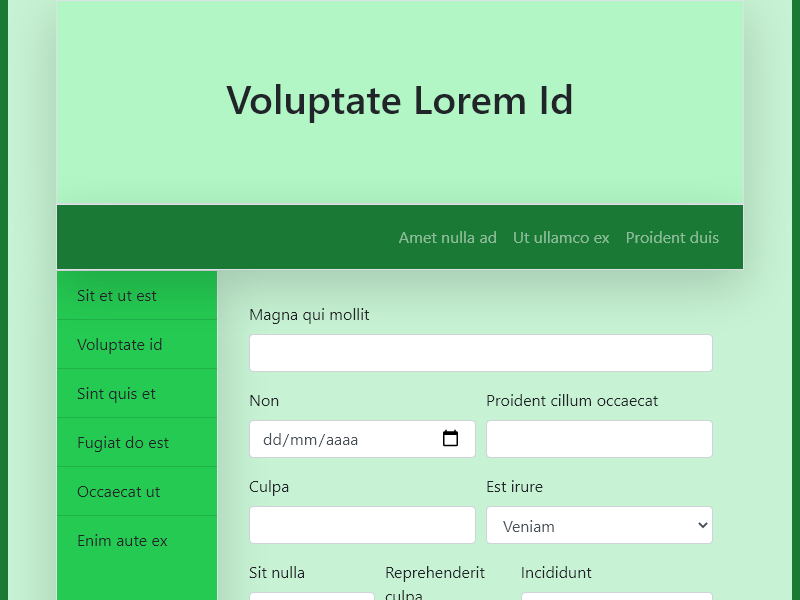 Voluptate Lorem Id
Amet nulla ad Ut ullamco ex Proident duis
Sit et ut est
Voluptate id
Sint quis et
Fugiat do est
Occaecat ut
Enim aute ex
Magna qui mollit
Non
Proident cillum occaecat
dd/mm/aaaa
Culpa
Est irure
Veniam
Sit nulla
Reprehenderit
culpa
Incididunt